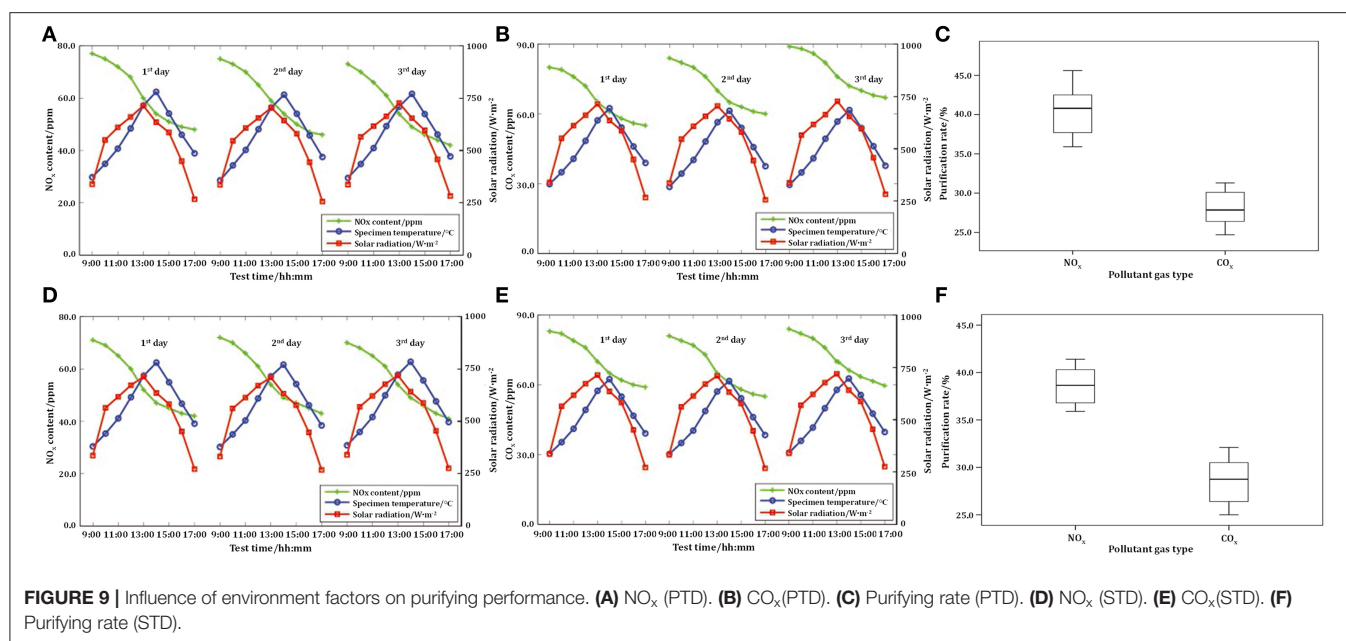 A
80.0
60.0
40.0
20.0
0.0
NOx content/ppm
1st day
2nd day
3rd day
1000
750
500
250
0
Solar radiation/W·m-2
NOx content/ppm
Specimen temperature/°C
Solar radiation/W·m-2
9:00 11:00 13:00 15:00 17:00
9:00 11:00 13:00 15:00 17:00
9:00 11:00 13:00 15:00 17:00
Test time/hh:mm
B
90.0
60.0
30.0
0.0
COx content/ppm
1st day
2nd day
3rd day
1000
750
500
250
0
Solar radiation/W·m-2
NOx content/ppm
Specimen temperature/°C
Solar radiation/W·m-2
9:00 11:00 13:00 15:00 17:00
9:00 11:00 13:00 15:00 17:00
9:00 11:00 13:00 15:00 17:00
Test time/hh:mm
C
45.0
40.0
35.0
30.0
25.0
Purification rate/%
NOx
COx
Pollutant gas type
D
80.0
60.0
40.0
20.0
0.0
NOx content/ppm
1st day
2nd day
3rd day
1000
750
500
250
0
Solar radiation/W·m-2
NOx content/ppm
Specimen temperature/°C
Solar radiation/W·m-2
9:00 11:00 13:00 15:00 17:00
9:00 11:00 13:00 15:00 17:00
9:00 11:00 13:00 15:00 17:00
Test time/hh:mm
E
90.0
60.0
30.0
0.0
COx content/ppm
1st day
2nd day
3rd day
1000
750
500
250
0
Solar radiation/W·m-2
NOx content/ppm
Specimen temperature/°C
Solar radiation/W·m-2
9:00 11:00 13:00 15:00 17:00
9:00 11:00 13:00 15:00 17:00
9:00 11:00 13:00 15:00 17:00
Test time/hh:mm
F
45.0
40.0
35.0
30.0
25.0
Purification rate/%
NOx
COx
Pollutant gas type
FIGURE 9 | Influence of environment factors on purifying performance. (A) NOx (PTD). (B) COx(PTD). (C) Purifying rate (PTD). (D) NOx (STD). (E) COx(STD). (F)
Purifying rate (STD).